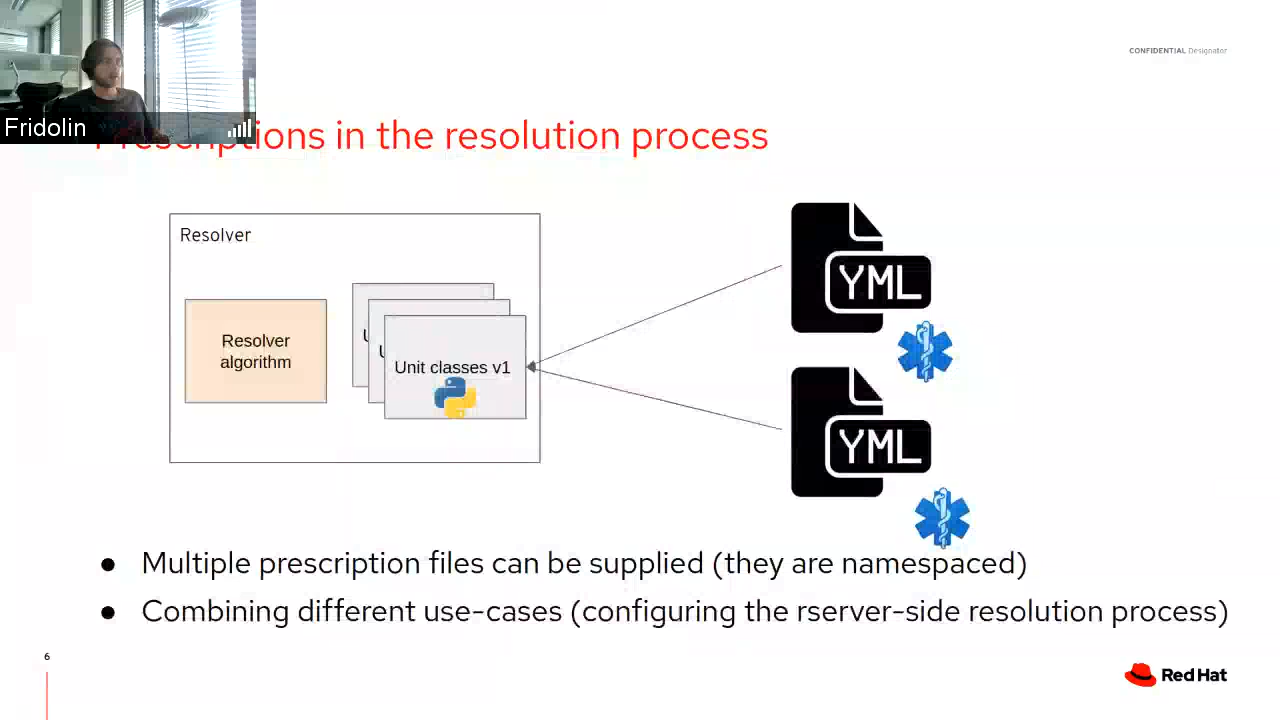 CONFIDENTIAL Designator
Fridolin
Prescriptions in the resolution process
Resolver
Resolver
algorithm
U
U
Unit classes v1
YML
YML
● Multiple prescription files can be supplied (they are namespaced)
● Combining different use-cases (configuring the rserver-side resolution process)
6
Red Hat